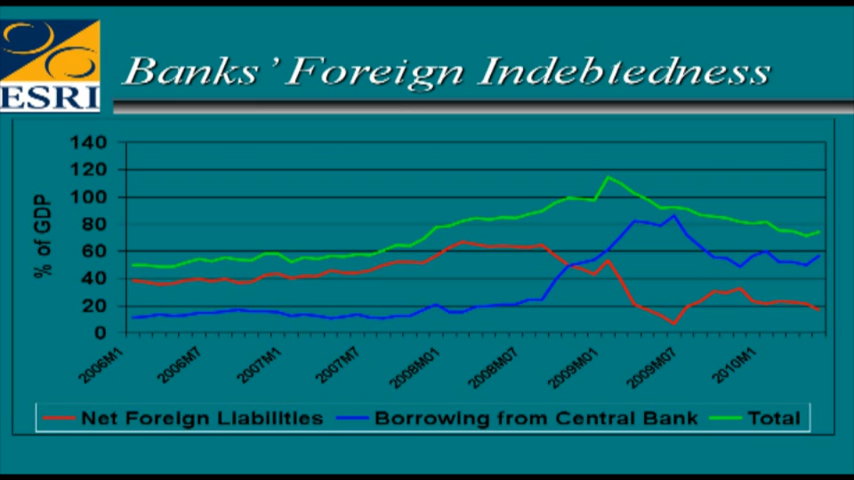 ESRI
Banks' Foreign Indebtedness
140
120
100
80
60
40
20
0
% of GDP
2006M1
2006M7
2007M1
2007M7
2008M01
2008M07
2009M01
2009M07
2010M1
Net Foreign Liabilities
Borrowing from Central Bank
Total